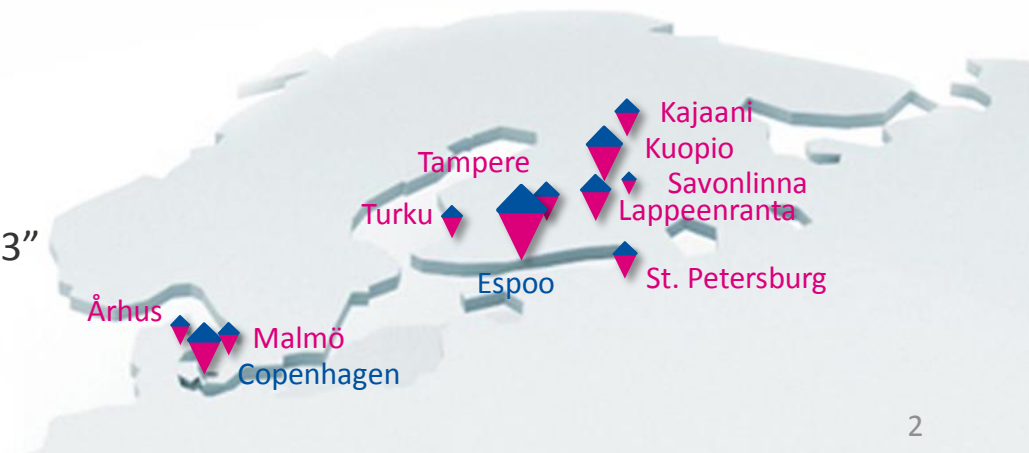 Kajaani
Kuopio
Tampere
Savonlinna
Turku
Lappeenranta
3”
Espoo
St. Petersburg
Århus
Malmö
Copenhagen
2